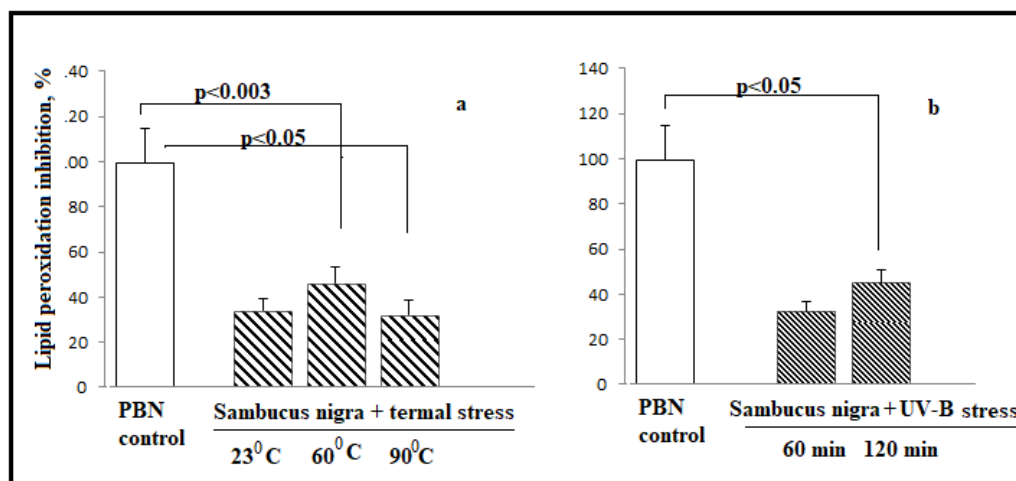 Lipid peroxidation inhibition, %
.40
.20
.00
80
60
40
20
0
p<0.003
p<0.05
a
PBN
control
Sambucus nigra + termal stress
23⁰ C 60⁰ C 90⁰C
140
120
100
80
60
40
20
0
p<0.05
b
PBN
control
Sambucus nigra + UV-B stress
60 min 120 min